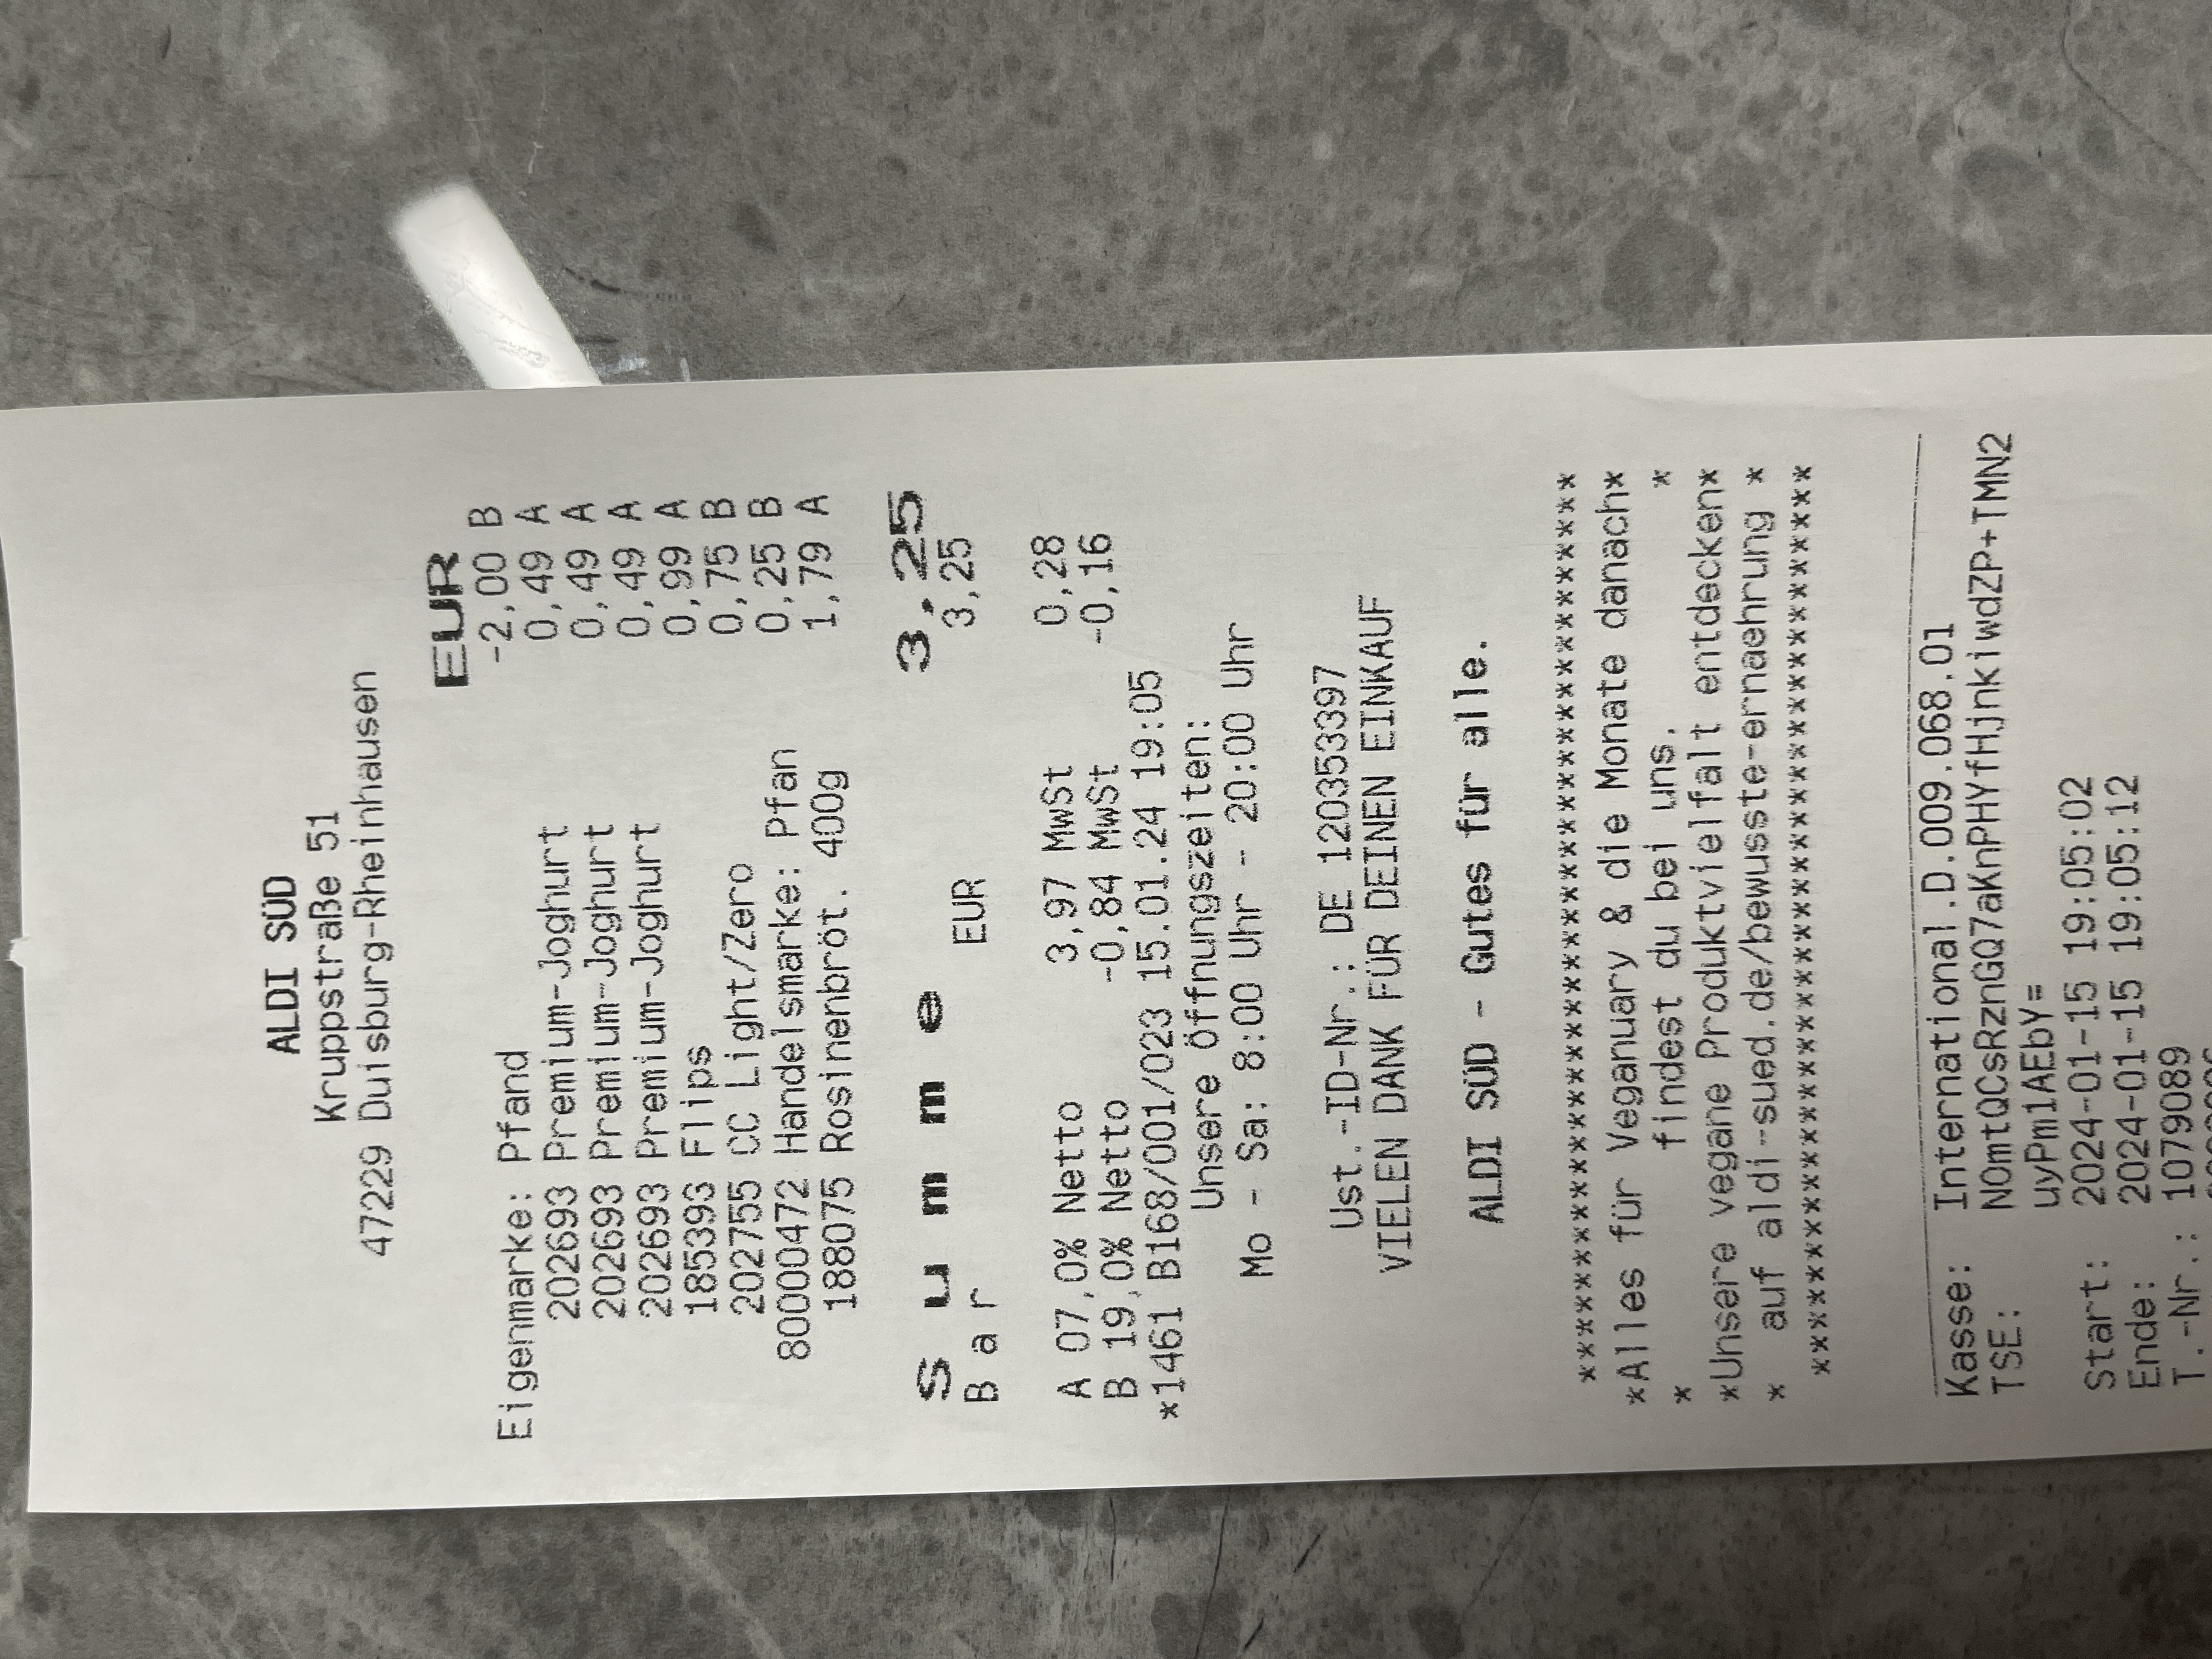 ALDI SÜD
Kruppstraße 51
47229 Duisburg-Rheinhausen
EUR
Eigenmarke: Pfand -2,00 B
202693 Premium-Joghurt 0,49 A
202693 Premium-Joghurt 0,49 A
202693 Premium-Joghurt 0,49 A
185393 Flips 0,99 A
202755 CC Light/Zero 0,75 B
80000472 Handelsmarke: Pfan 0,25 B
188075 Rosinenbröt. 400g 1,79 A
S u m m e 3,25
B a r EUR 3,25
A 07,0% Netto 3,97 MwSt 0,28
B 19,0% Netto -0,84 MwSt -0,16
*1461 B168/001/023 15.01.24 19:05
Unsere Öffnungszeiten:
Mo - Sa: 8:00 Uhr - 20:00 Uhr
Ust.-ID-Nr.: DE 120353397
VIELEN DANK FÜR DEINEN EINKAUF
ALDI SÜD - Gutes für alle.
****************************************
*Alles für Veganuary & die Monate danach*
* findest du bei uns. *
*Unsere vegane Produktvielfalt entdecken*
* auf aldi-sued.de/bewusste-ernaehrung *
****************************************
Kasse: International.D.009.068.01
TSE: NOmtQCsRznGQ7aKnPHYfHjnkiwdZP+TMN2
uyPm1AEbY=
Start: 2024-01-15 19:05:02
Ende: 2024-01-15 19:05:12
T.-Nr.: 1079089